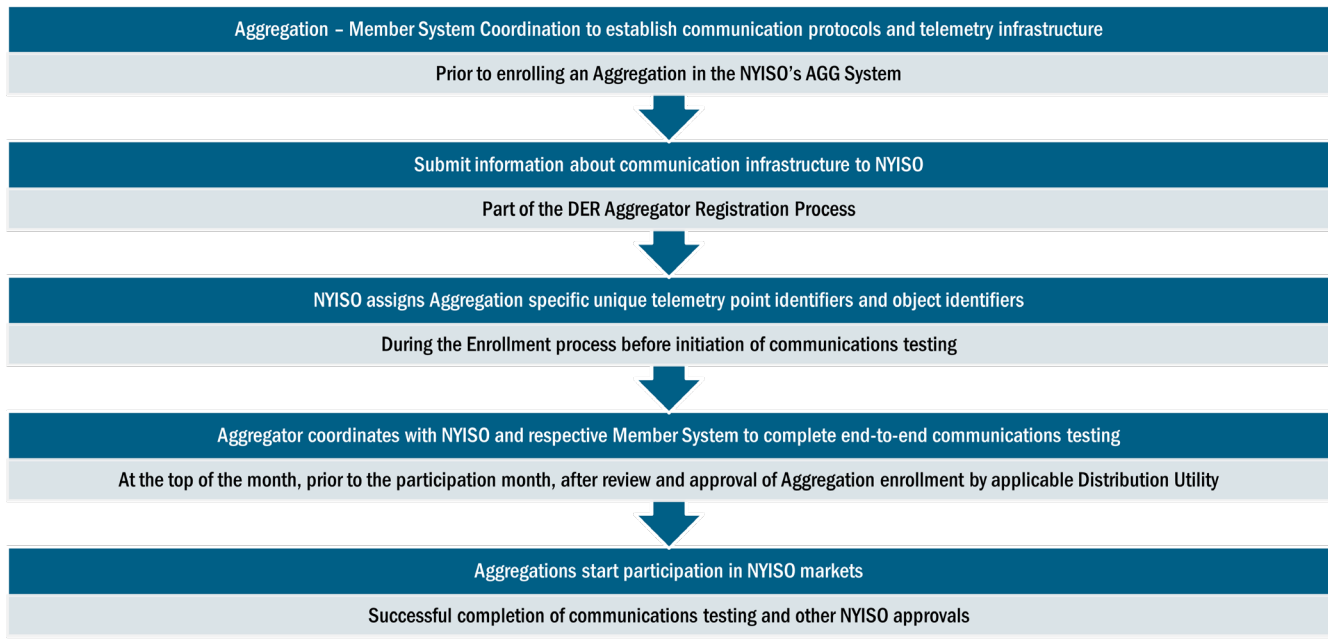 Aggregation – Member System Coordination to establish communication protocols and telemetry infrastructure
Prior to enrolling an Aggregation in the NYISO's AGG System
Submit information about communication infrastructure to NYISO
Part of the DER Aggregator Registration Process
NYISO assigns Aggregation specific unique telemetry point identifiers and object identifiers
During the Enrollment process before initiation of communications testing
Aggregator coordinates with NYISO and respective Member System to complete end-to-end communications testing
At the top of the month, prior to the participation month, after review and approval of Aggregation enrollment by applicable Distribution Utility
Aggregations start participation in NYISO markets
Successful completion of communications testing and other NYISO approvals